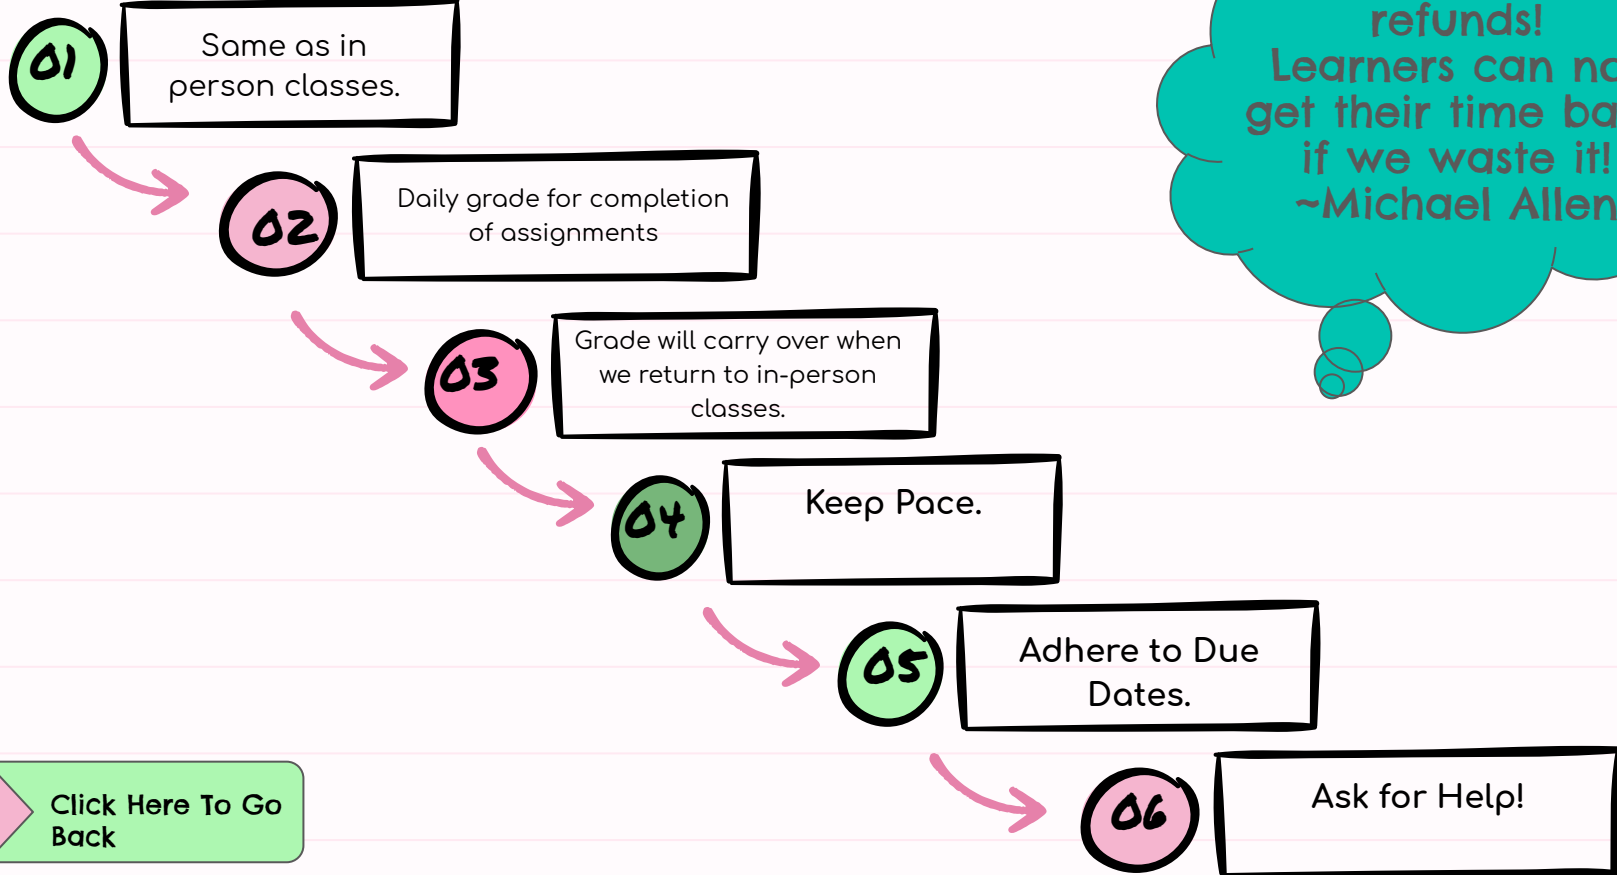 01
Same as in
person classes.
refunds!
Learners can
get their time
if we waste it!
~Michael Allen
02
Daily grade for completion
of assignments
03
Grade will carry over when
we return to in-person
classes.
04
Keep Pace.
05
Adhere to Due
Dates.
06
Ask for Help!
Click Here To Go
Back